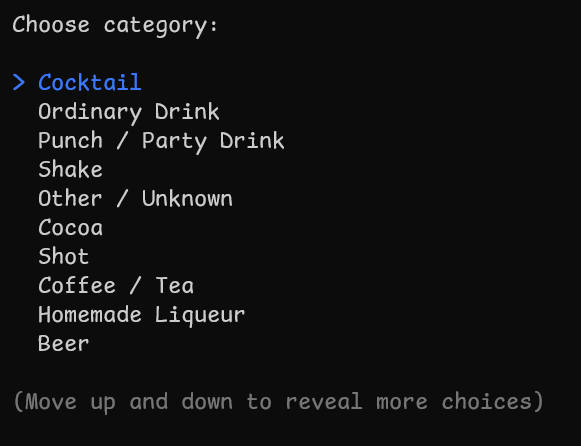 Choose category:
> Cocktail
Ordinary Drink
Punch / Party Drink
Shake
Other / Unknown
Cocoa
Shot
Coffee / Tea
Homemade Liqueur
Beer
(Move up and down to reveal more choices)